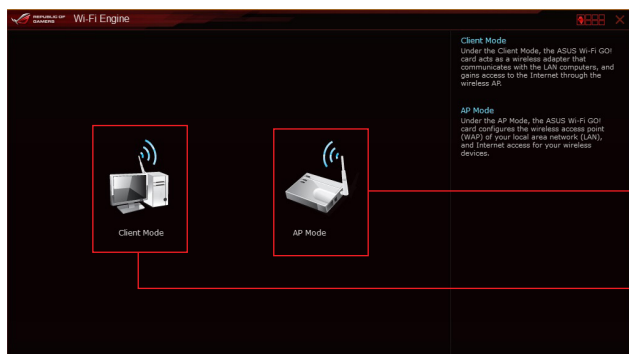 REPUBLIC OF
GAMERS
Wi-Fi Engine
Client Mode
Under the Client Mode, the ASUS Wi-Fi GO!
card acts as a wireless adapter that
communicates with the LAN computers, and
gains access to the Internet through the
wireless AP.
AP Mode
Under the AP Mode, the ASUS Wi-Fi GO!
card configures the wireless access point
(WAP) of your local area network (LAN),
and Internet access for your wireless
devices.
Client Mode
AP Mode